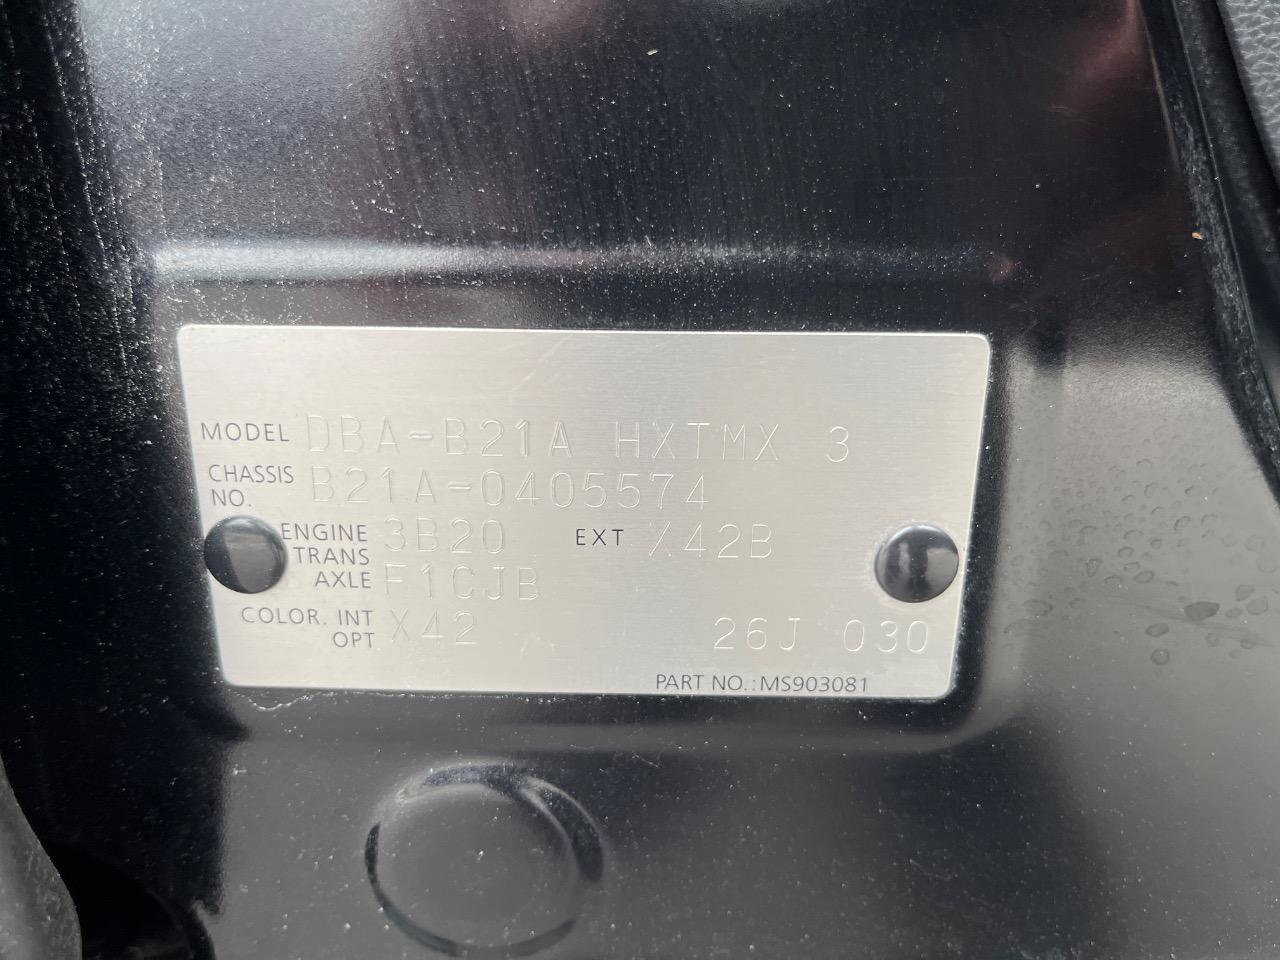 MODEL DBA-B21A HXTMX 3
CHASSIS NO. B21A-0405574
ENGINE 3B20 EXT X42B
TRANS AXLE F1CJB
COLOR. INT OPT X42 26J 030
PART NO.: MS903081